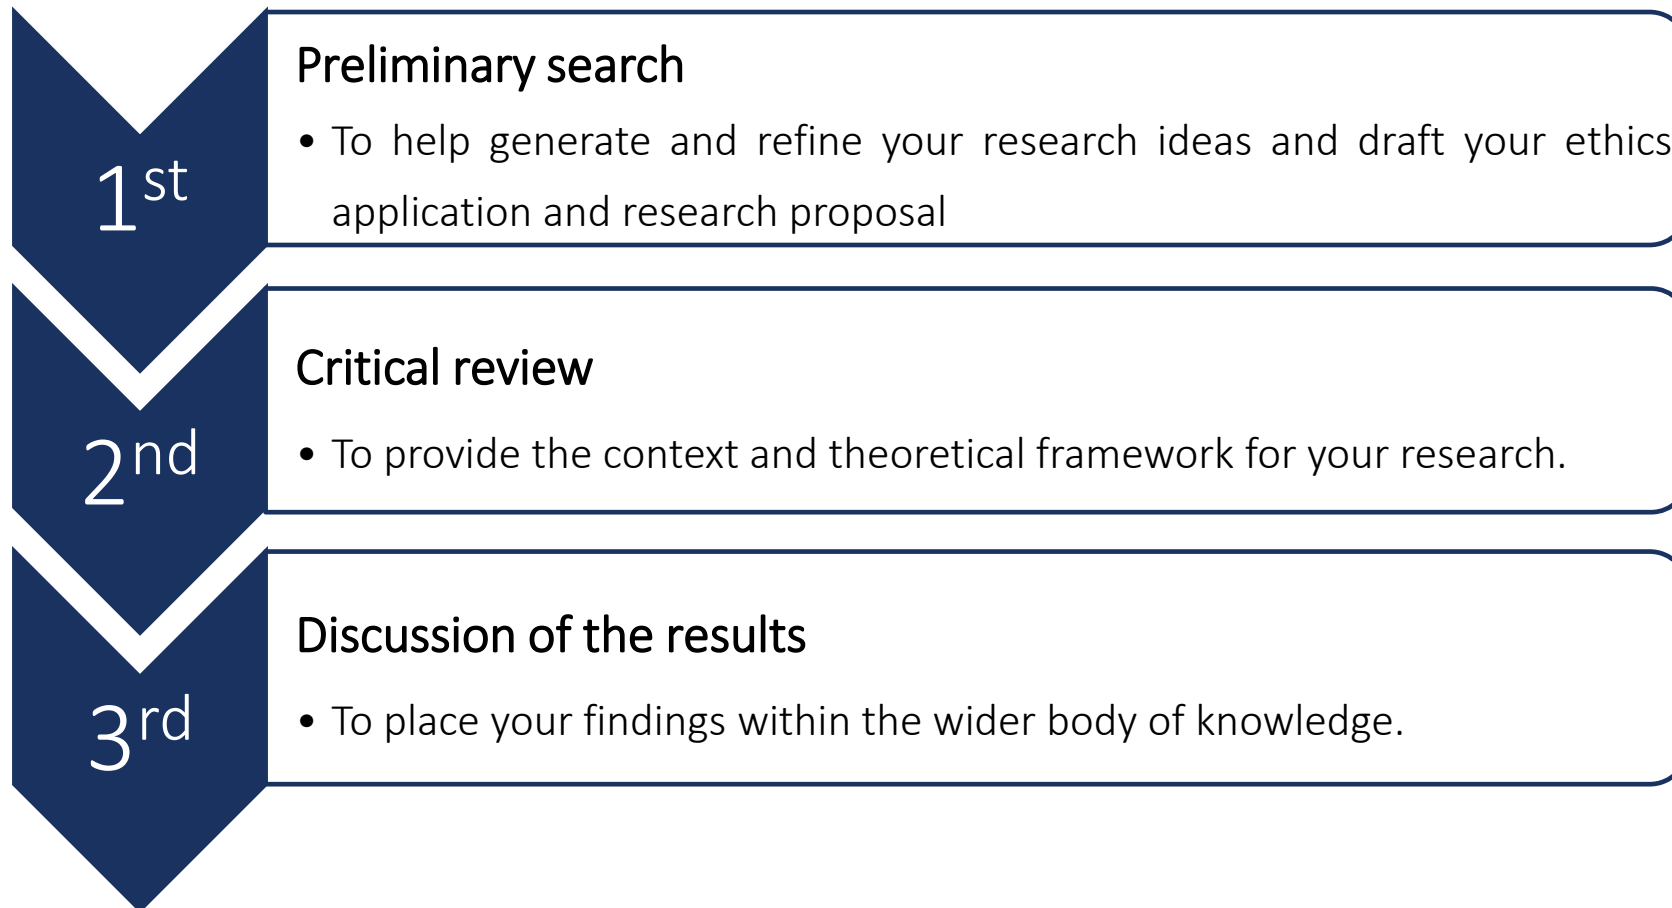 1st
Preliminary search
• To help generate and refine your research ideas and draft your ethics
application and research proposal
2nd
Critical review
• To provide the context and theoretical framework for your research.
3rd
Discussion of the results
• To place your findings within the wider body of knowledge.